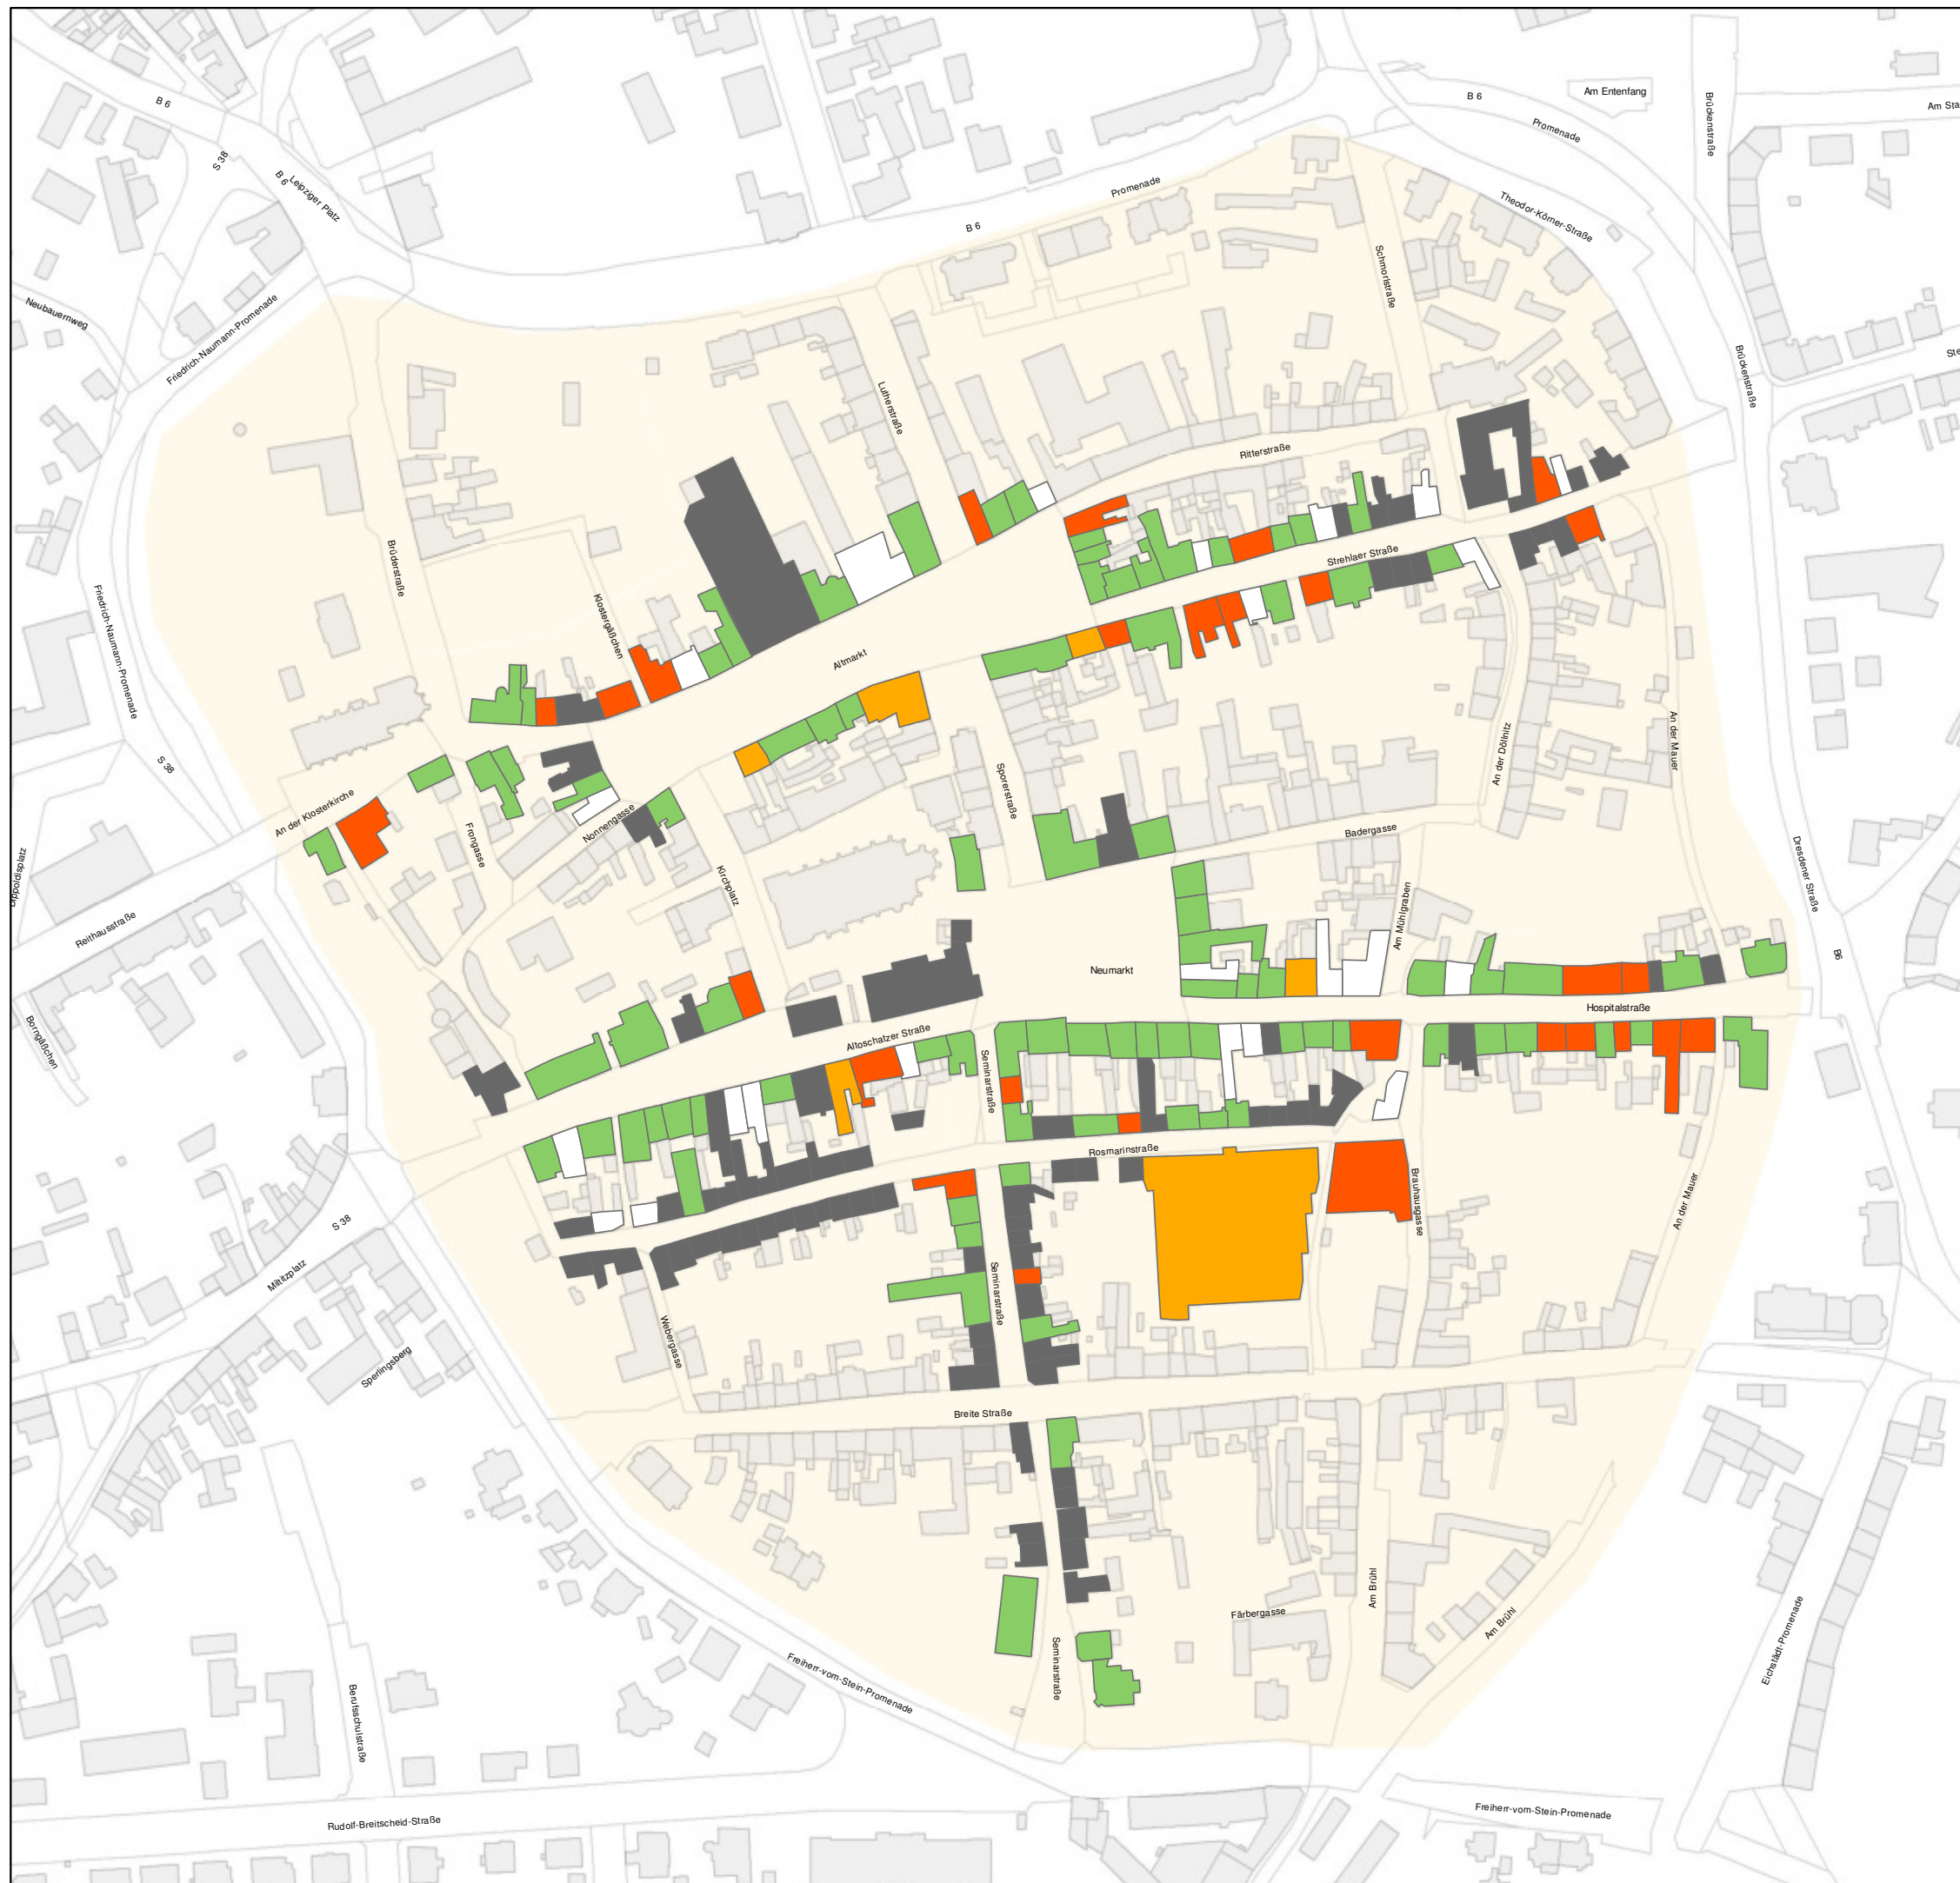 B 6
Am Entenfang
Brückenstraße
Am Sta
B 6
Promenade
S 38
B 6
Leipziger Platz
Promenade
Theodor-Körner-Straße
B 6
Neubauernweg
Friedrich-Naumann-Promenade
Schmorlstraße
Brückenstraße
Ste
Lutherstraße
Ritterstraße
Brüderstraße
Strehlaer Straße
Friedrich-Naumann-Promenade
Klostergäßchen
Altmarkt
An der Mauer
An der Döllnitz
S 38
Sporerstraße
An der Klosterkirche
Nonnengasse
Frongasse
Badergasse
Dippoldisplatz
Kirchplatz
Dresdener Straße
Reithausstraße
Am Mühlgraben
B6
Neumarkt
Hospitalstraße
Borngäßchen
Altoschatzer Straße
Seminarstraße
Rosmarinstraße
Brauhausgasse
An der Mauer
S 38
Miltitzplatz
Seminarstraße
Webergasse
Sperlingsberg
Breite Straße
Am Brühl
Färbergasse
Am Brühl
Eichstädt-Promenade
Seminarstraße
Freiherr-vom-Stein-Promenade
Berufsschulstraße
Freiherr-vom-Stein-Promenade
Rudolf-Breitscheid-Straße